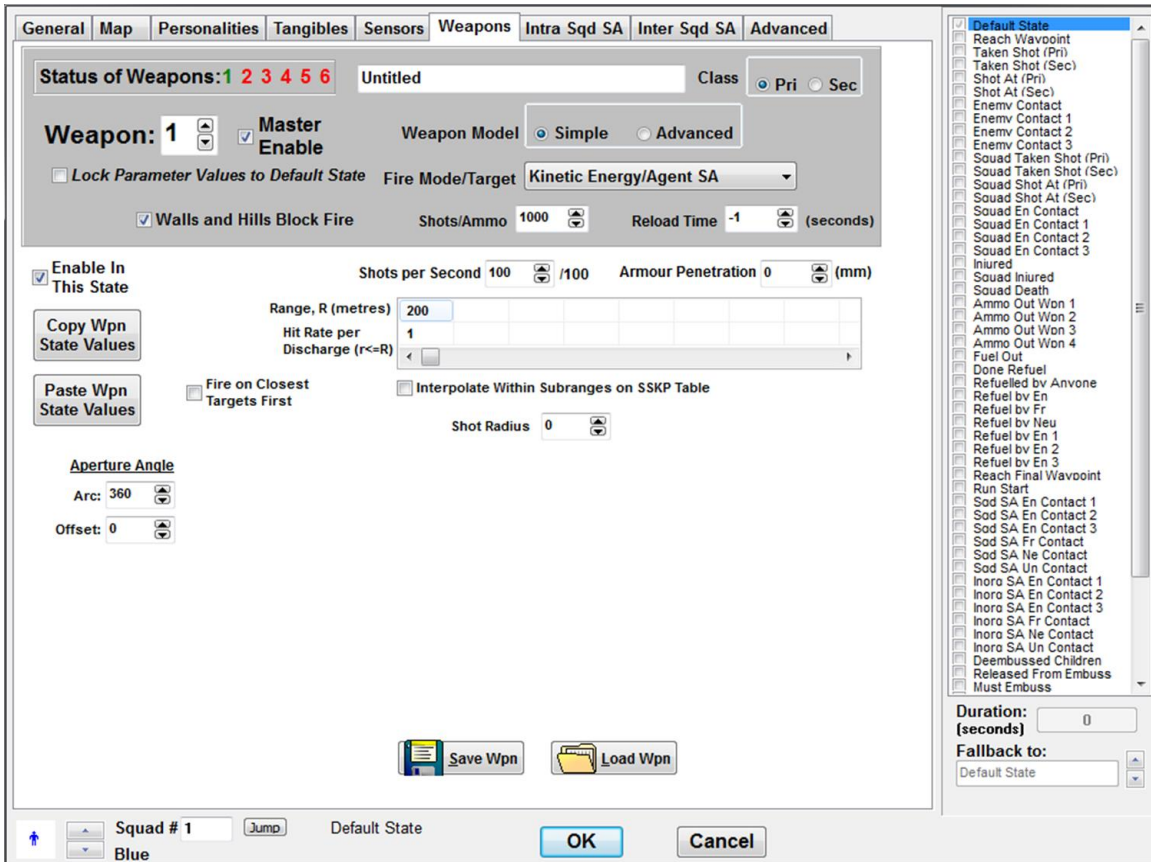 General Map Personalities Tangibles Sensors Weapons Intra Sqd SA Inter Sqd SA Advanced
Status of Weapons:1 2 3 4 5 6 Untitled Class Pri Sec
Weapon: 1 Master Enable Weapon Model Simple Advanced
Lock Parameter Values to Default State Fire Mode/Target Kinetic Energy/Agent SA
Walls and Hills Block Fire Shots/Ammo 1000 Reload Time -1 (seconds)
Enable In This State Shots per Second 100 /100 Armour Penetration 0 (mm)
Range, R (metres) 200
Hit Rate per Discharge (r<=R) 1
Copy Wpn State Values
Paste Wpn State Values
Fire on Closest Targets First Interpolate Within Subranges on SSKP Table
Shot Radius 0
Aperture Angle
Arc: 360
Offset: 0
Save Wpn Load Wpn
Squad # 1 Jump Default State OK Cancel
Blue
Default State
Reach Waypoint
Taken Shot (Pri)
Taken Shot (Sec)
Shot At (Pri)
Shot At (Sec)
Enemy Contact
Enemy Contact 1
Enemy Contact 2
Enemy Contact 3
Squad Taken Shot (Pri)
Squad Taken Shot (Sec)
Squad Shot At (Pri)
Squad Shot At (Sec)
Squad En Contact
Squad En Contact 1
Squad En Contact 2
Squad En Contact 3
Injured
Squad Injured
Squad Death
Ammo Out Wpn 1
Ammo Out Wpn 2
Ammo Out Wpn 3
Ammo Out Wpn 4
Fuel Out
Done Refuel
Refuelled by Anyone
Refuel by En
Refuel by Fr
Refuel by Neu
Refuel by En 1
Refuel by En 2
Refuel by En 3
Reach Final Waypoint
Run Start
Sqd SA En Contact 1
Sqd SA En Contact 2
Sqd SA En Contact 3
Sqd SA Fr Contact
Sqd SA Ne Contact
Sqd SA Un Contact
Inorg SA En Contact 1
Inorg SA En Contact 2
Inorg SA En Contact 3
Inorg SA Fr Contact
Inorg SA Ne Contact
Inorg SA Un Contact
Deembussed Children
Released From Embuss
Must Embuss
Duration: (seconds) 0
Fallback to:
Default State